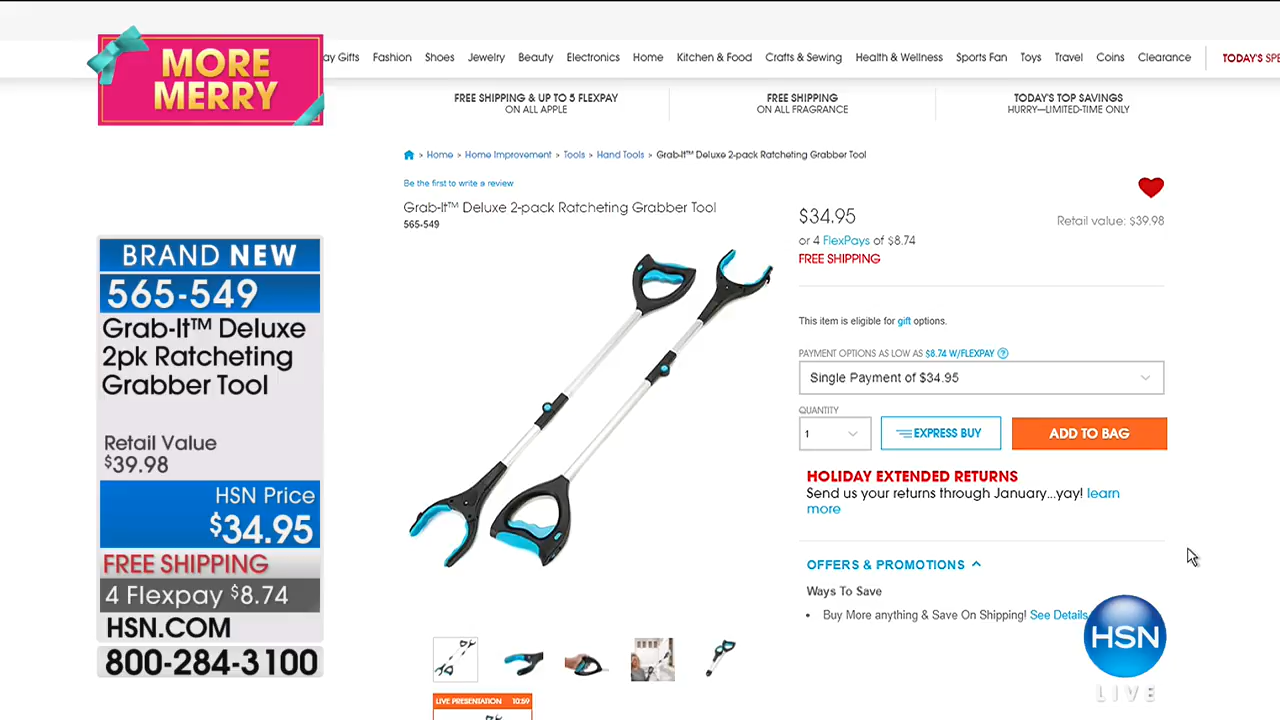 MORE
MERRY
ay Gifts Fashion Shoes Jewelry Beauty Electronics Home Kitchen & Food Crafts & Sewing Health & Wellness Sports Fan Toys Travel Coins Clearance TODAY'S SPE
FREE SHIPPING & UP TO 5 FLEXPAY
ON ALL APPLE
FREE SHIPPING
ON ALL FRAGRANCE
TODAY'S TOP SAVINGS
HURRY—LIMITED-TIME ONLY
> Home > Home Improvement > Tools > Hand Tools > Grab-It™ Deluxe 2-pack Ratcheting Grabber Tool
Be the first to write a review
Grab-It™ Deluxe 2-pack Ratcheting Grabber Tool
565-549
$34.95
Retail value: $39.98
or 4 FlexPays of $8.74
FREE SHIPPING
This item is eligible for gift options.
PAYMENT OPTIONS AS LOW AS $8.74 W/FLEXPAY ?
Single Payment of $34.95
QUANTITY
1
EXPRESS BUY
ADD TO BAG
HOLIDAY EXTENDED RETURNS
Send us your returns through January...yay! learn
more
OFFERS & PROMOTIONS
Ways To Save
• Buy More anything & Save On Shipping! See Details
BRAND NEW
565-549
Grab-It™ Deluxe
2pk Ratcheting
Grabber Tool
Retail Value
$39.98
HSN Price
$34.95
FREE SHIPPING
4 Flexpay $8.74
HSN.COM
800-284-3100
LIVE PRESENTATION 10:59
HSN
LIVE